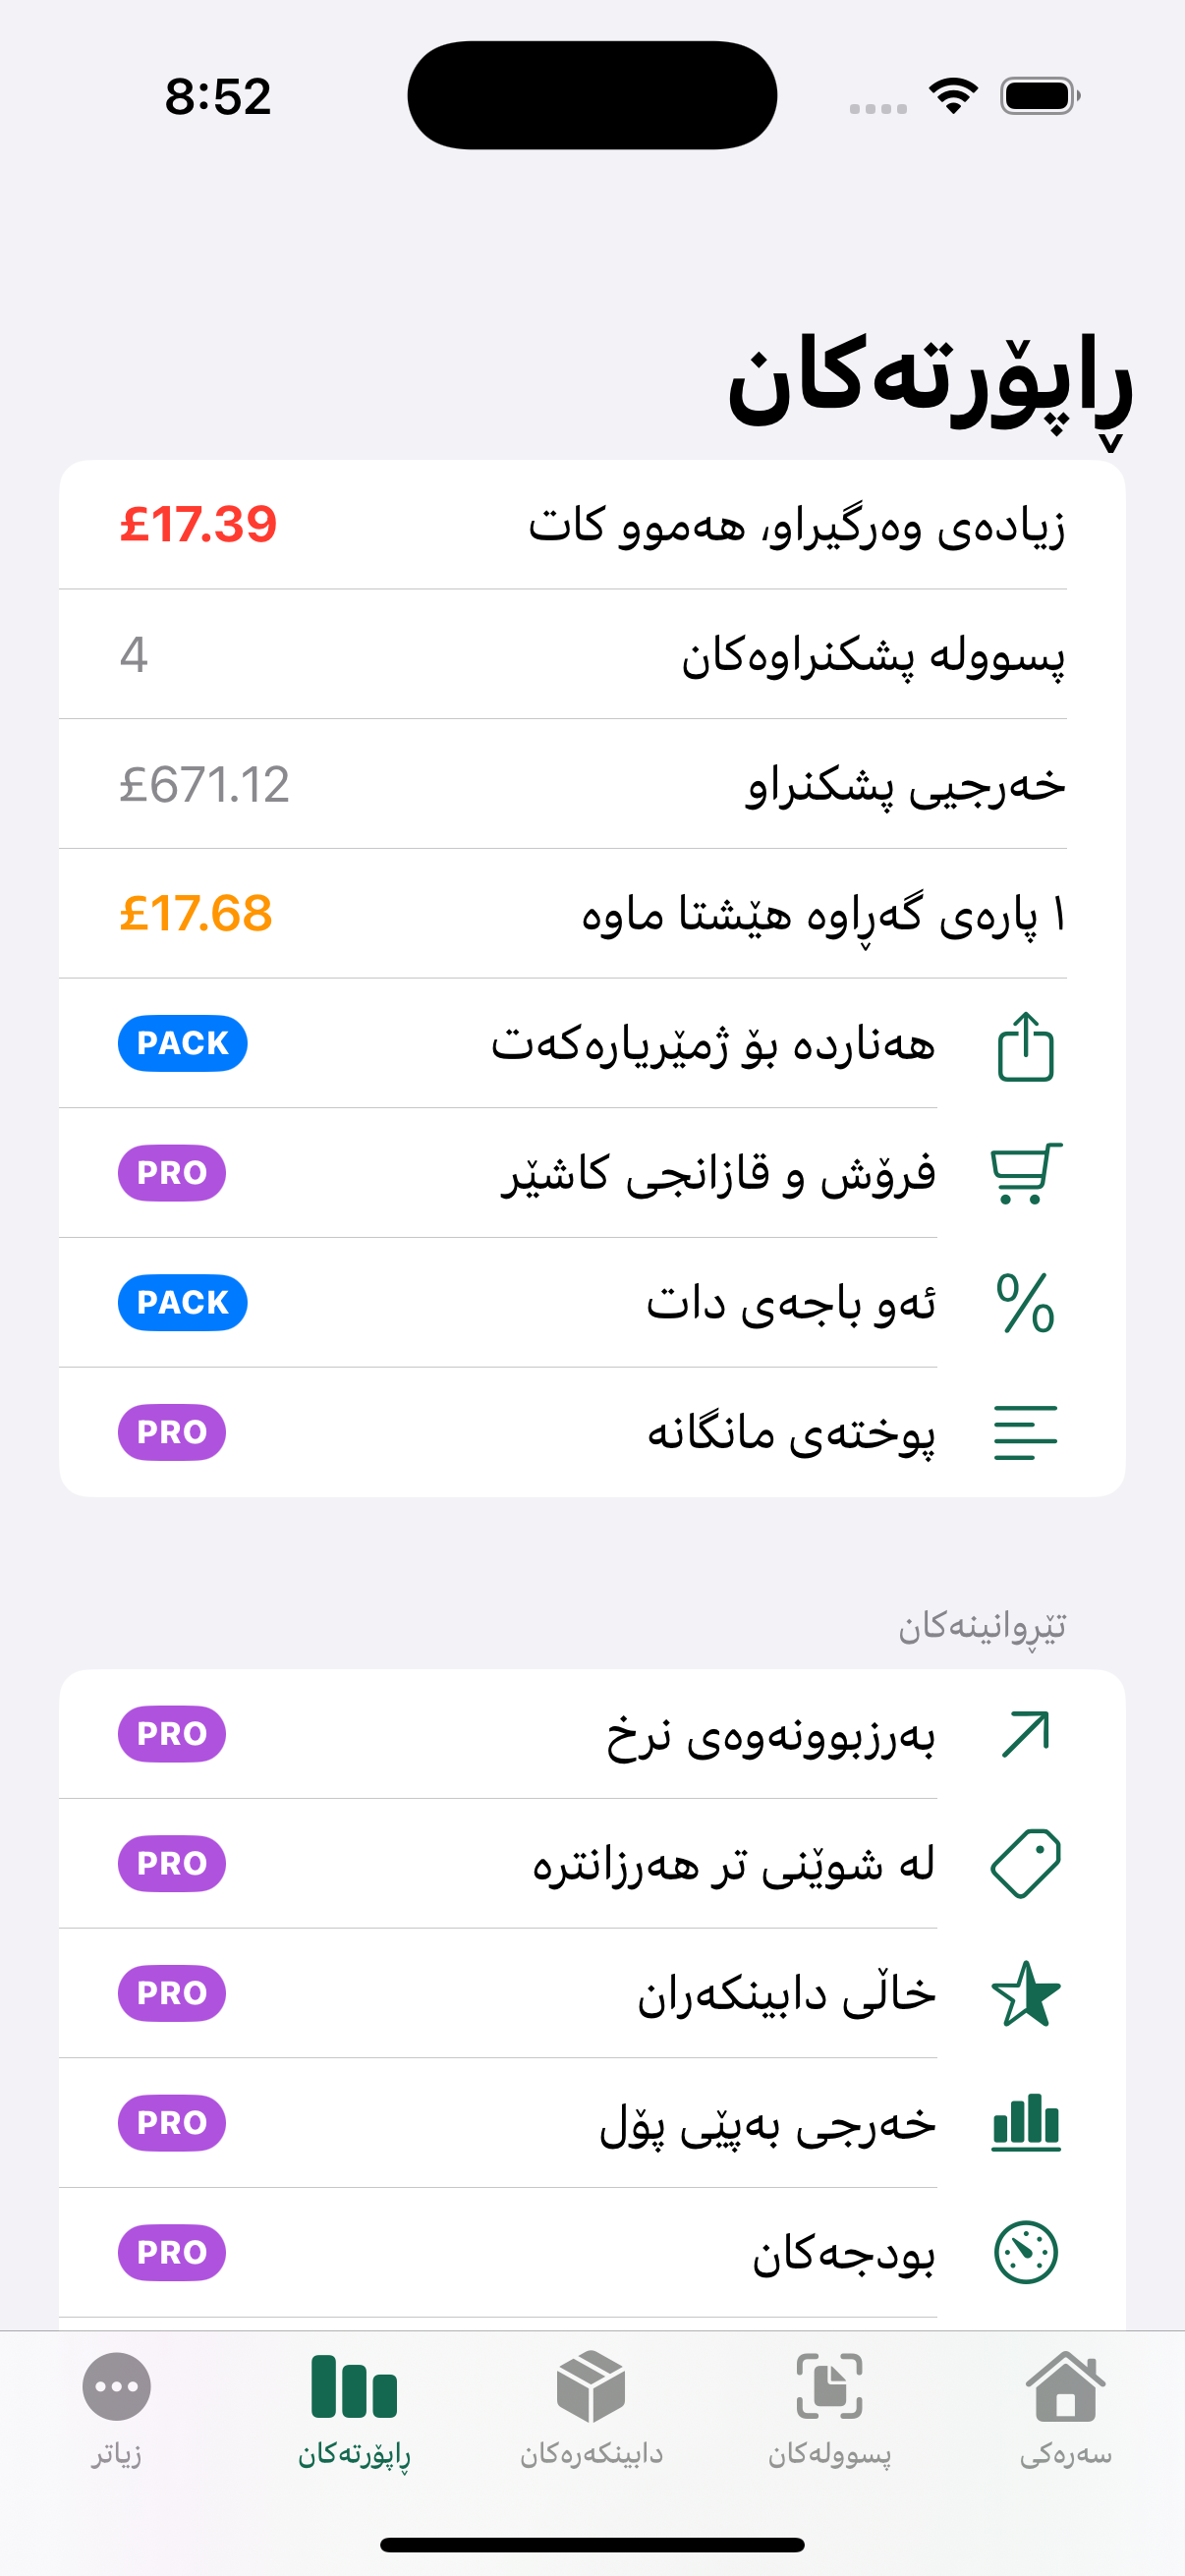 8:52
ڕاپۆرتەکان
زیادەی وەرگیراو، هەموو کات
£17.39
پسوولە پشکنراوەکان
4
خەرجیی پشکنراو
£671.12
١ پارەی گەڕاوە هێشتا ماوە
£17.68
هەناردە بۆ ژمێریارەکەت
PACK
فرۆش و قازانجی کاشێر
PRO
ئەو باجەی دات
PACK
پوختەی مانگانە
PRO
تێڕوانینەکان
بەرزبوونەوەی نرخ
PRO
لە شوێنی تر هەرزانترە
PRO
خاڵی دابینکەران
PRO
خەرجی بەپێی پۆل
PRO
بودجەکان
PRO
سەرەکی
پسوولەکان
دابینکەرەکان
ڕاپۆرتەکان
زیاتر